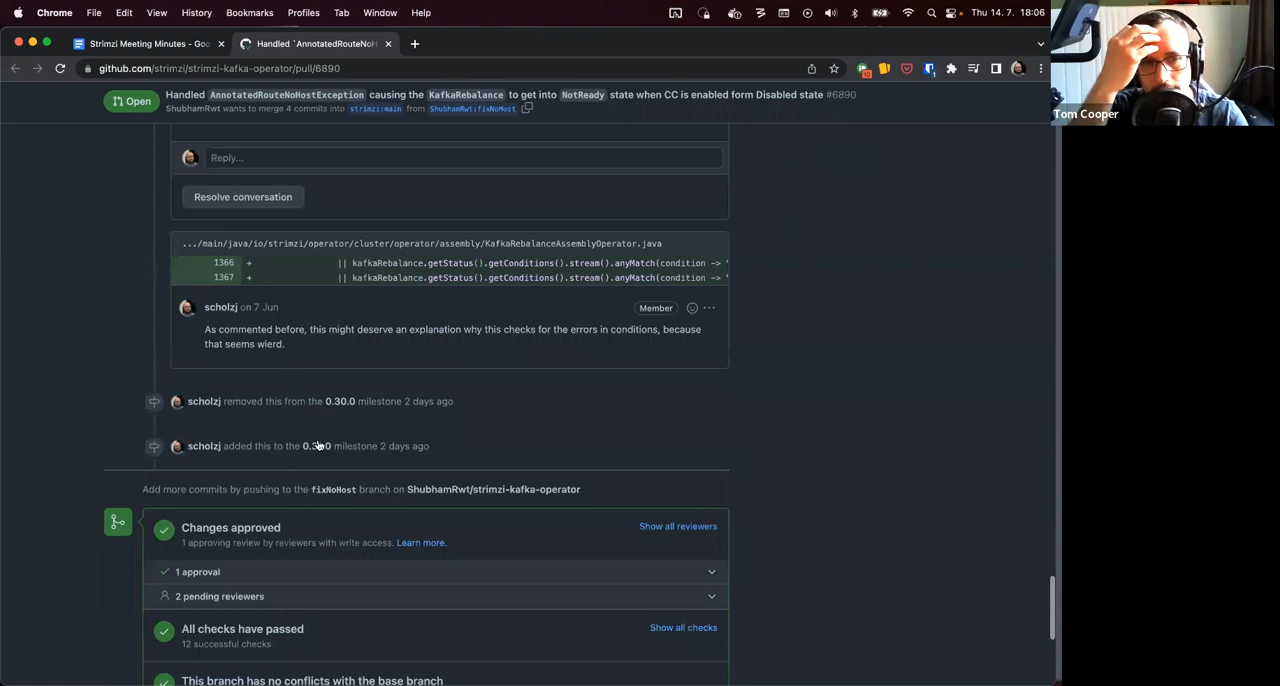 Chrome File Edit View History Bookmarks Profiles Tab Window Help Thu 14. 7. 18:06
Strimzi Meeting Minutes - Goo
Handled `AnnotatedRouteNoH
github.com/strimzi/strimzi-kafka-operator/pull/6890
Open
Handled AnnotatedRouteNoHostException causing the KafkaRebalance to get into NotReady state when CC is enabled form Disabled state #6890
ShubhamRwt wants to merge 4 commits into strimzi:main from ShubhamRwt:fixNoHost
Tom Cooper
Reply...
Resolve conversation
.../main/java/io/strimzi/operator/cluster/operator/assembly/KafkaRebalanceAssemblyOperator.java
1366 + || kafkaRebalance.getStatus().getConditions().stream().anyMatch(condition -> "
1367 + || kafkaRebalance.getStatus().getConditions().stream().anyMatch(condition -> "
scholzj on 7 Jun Member
As commented before, this might deserve an explanation why this checks for the errors in conditions, because
that seems wierd.
scholzj removed this from the 0.30.0 milestone 2 days ago
scholzj added this to the milestone 2 days ago
Add more commits by pushing to the fixNoHost branch on ShubhamRwt/strimzi-kafka-operator.
Changes approved Show all reviewers
1 approving review by reviewers with write access. Learn more.
1 approval
2 pending reviewers
All checks have passed Show all checks
12 successful checks
This branch has no conflicts with the base branch